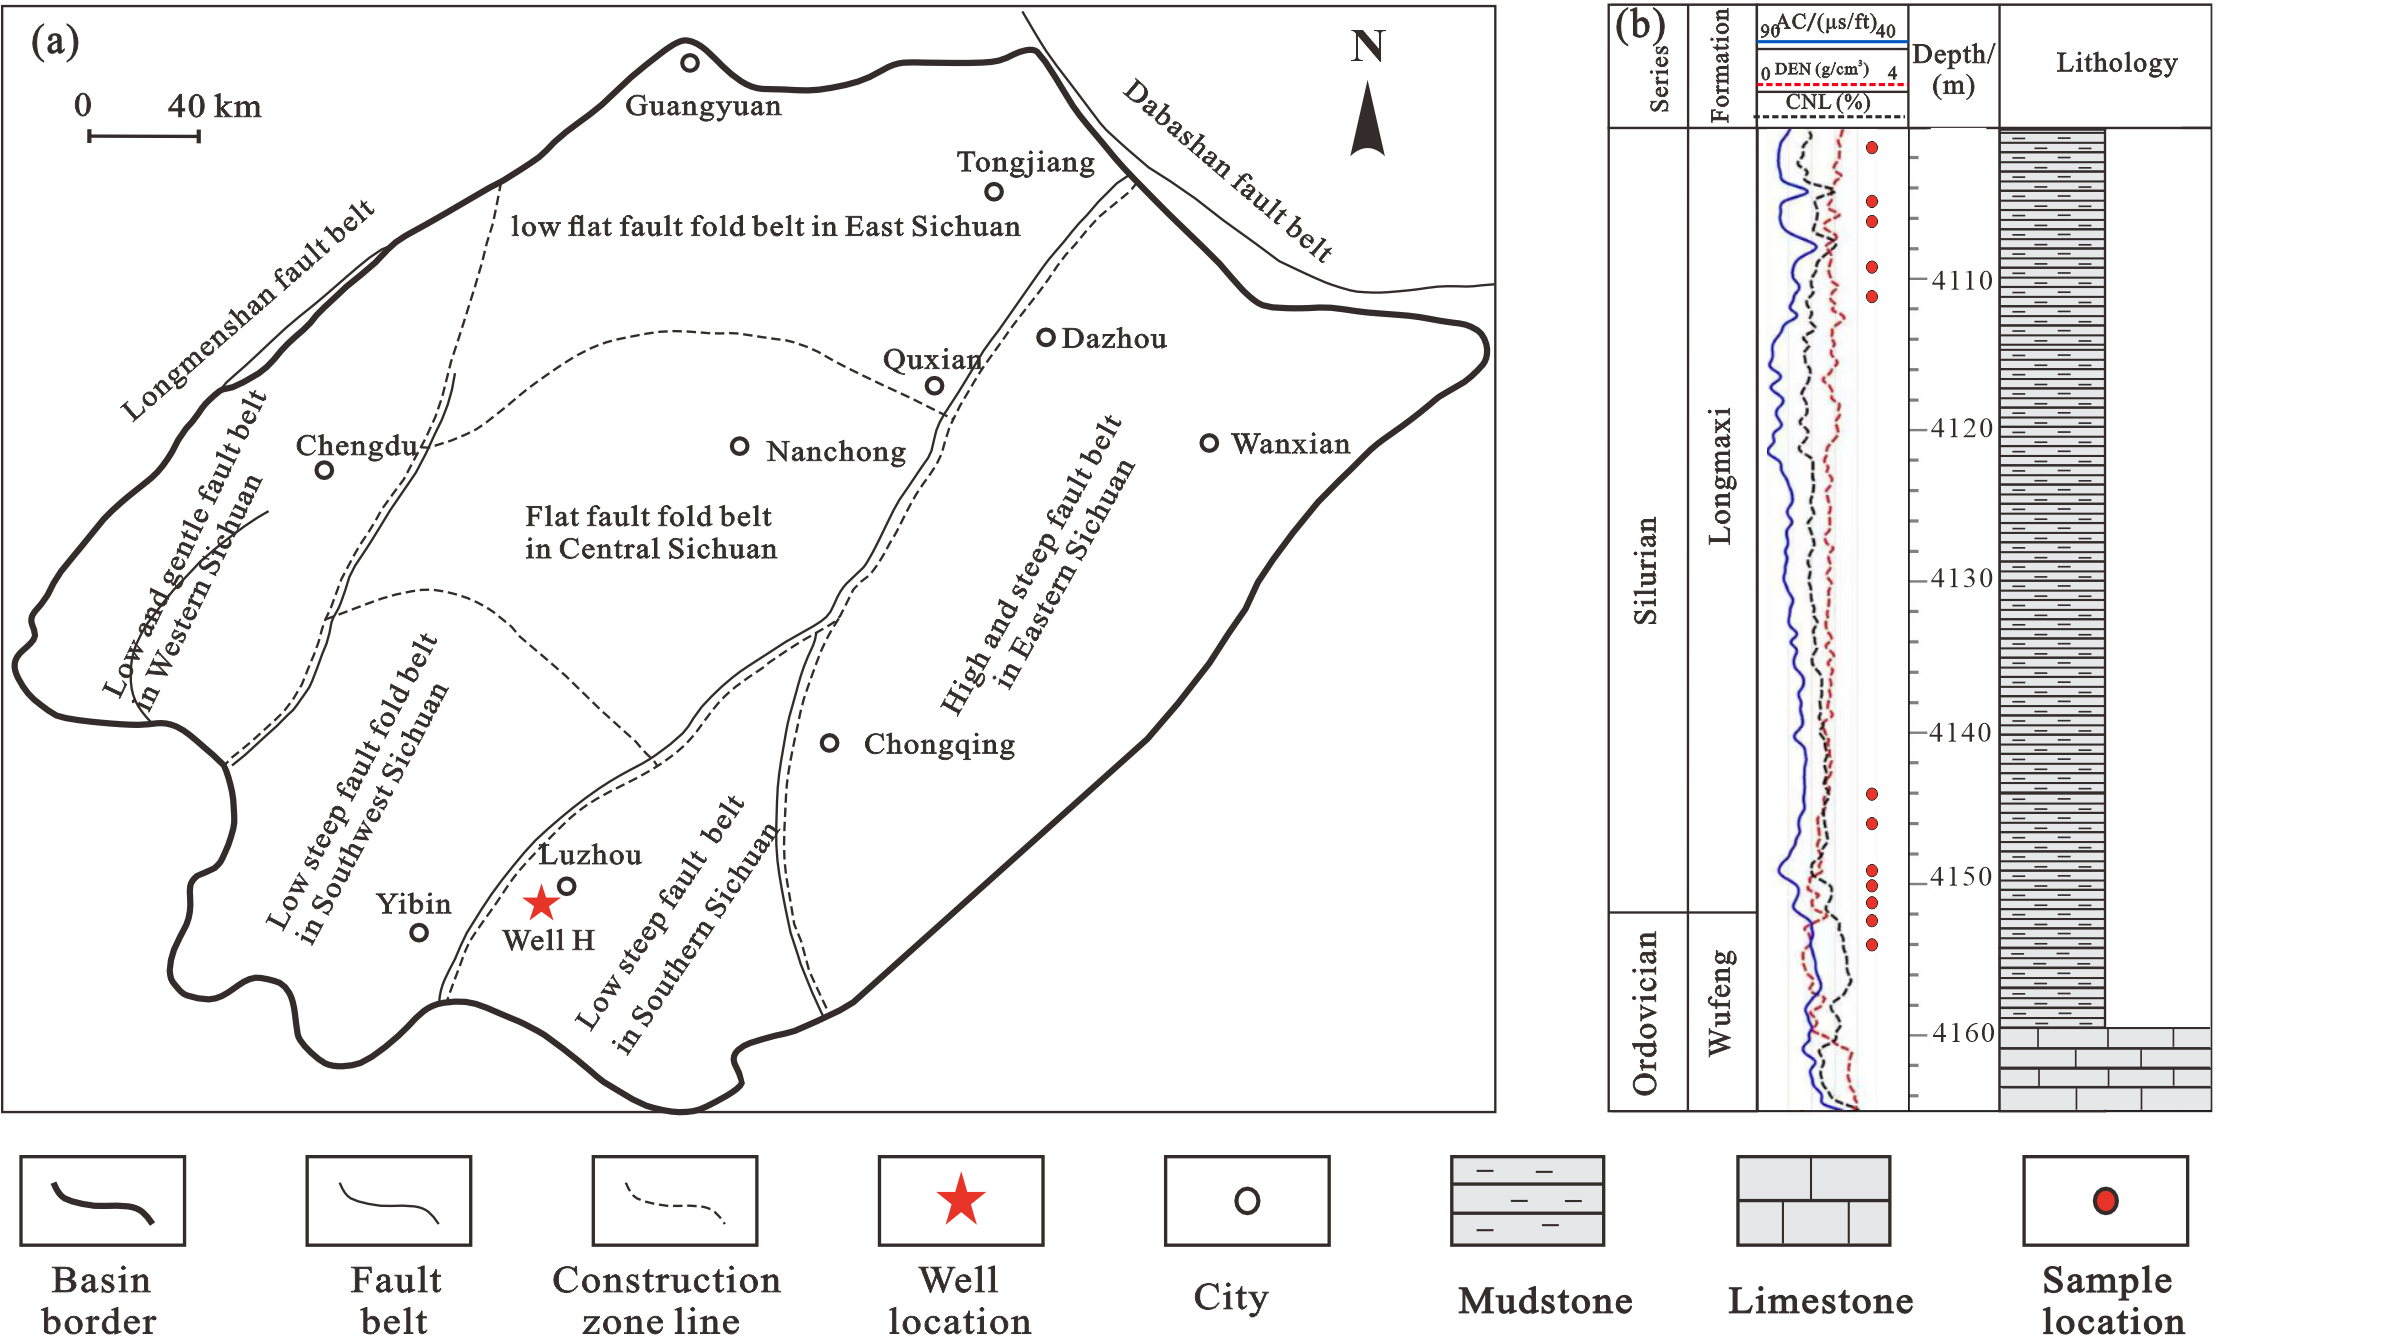 (a)
0 40 km
N
Guangyuan
Tongjiang
Dabashan fault belt
low flat fault fold belt in East Sichuan
Longmenshan fault belt
Dazhou
Quxian
Chengdu
Nanchong
Wanxian
Low and gentle fault belt
in Western Sichuan
Flat fault fold belt
in Central Sichuan
High and steep fault belt
in Eastern Sichuan
Low steep fault fold belt
in Southwest Sichuan
Chongqing
Luzhou
Yibin
Well H
Low steep fault belt
in Southern Sichuan
(b)
Series
Formation
90 AC/(μs/ft) 40
0 DEN (g/cm³) 4
CNL (%)
Depth/
(m)
Lithology
Silurian
Longmaxi
Ordovician
Wufeng
4110
4120
4130
4140
4150
4160
Basin
border
Fault
belt
Construction
zone line
Well
location
City
Mudstone
Limestone
Sample
location